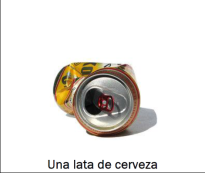 Una lata de cerveza